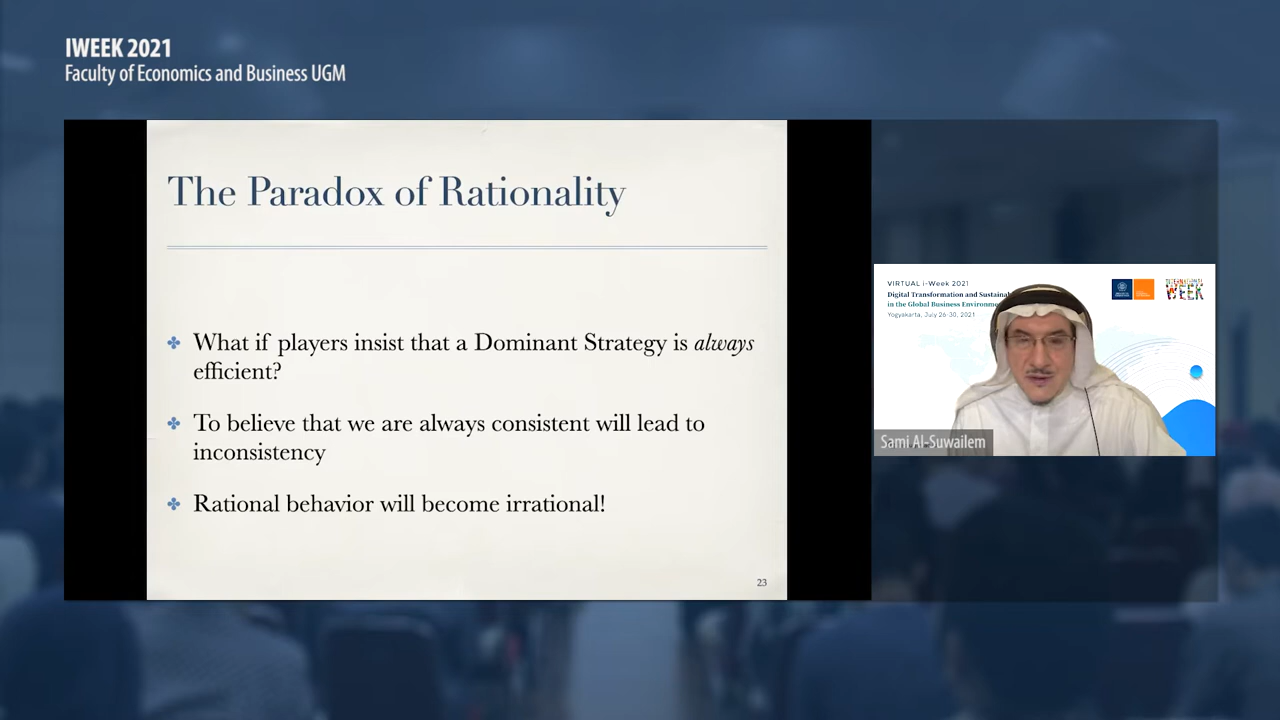 IWEEK 2021
Faculty of Economics and Business UGM
The Paradox of Rationality
What if players insist that a Dominant Strategy is always
efficient?
To believe that we are always consistent will lead to
inconsistency
Rational behavior will become irrational!
23
VIRTUAL i-Week 2021
Digital Transformation and Sustainab
in the Global Business Environme
Yogyakarta, July 26-30, 2021
INTERNATIONAL
WEEK
Sami Al-Suwailem